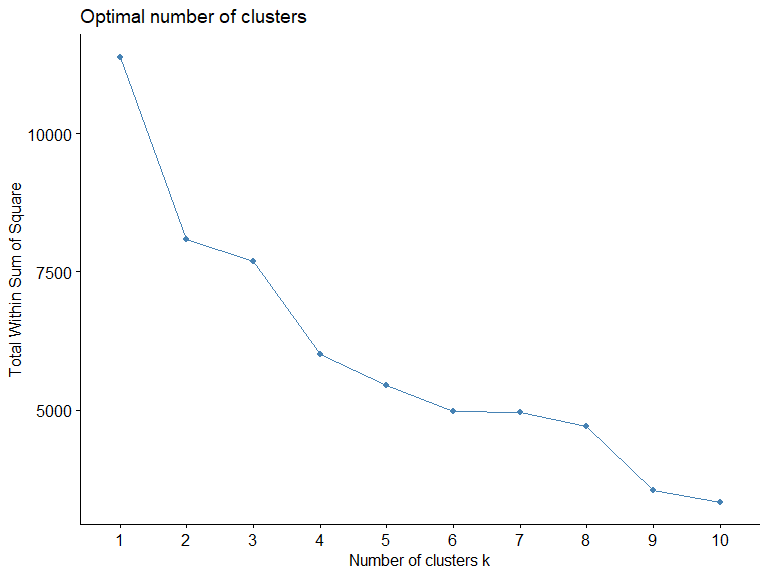 Optimal number of clusters
Total Within Sum of Square
10000
7500
5000
1 2 3 4 5 6 7 8 9 10
Number of clusters k